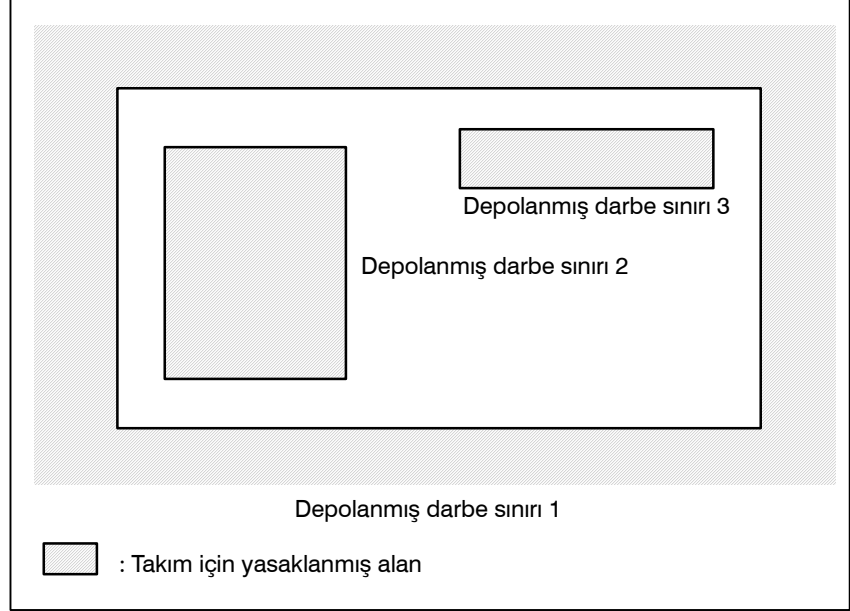 Depolanmış darbe sınırı 3
Depolanmış darbe sınırı 2
Depolanmış darbe sınırı 1
: Takım için yasaklanmış alan